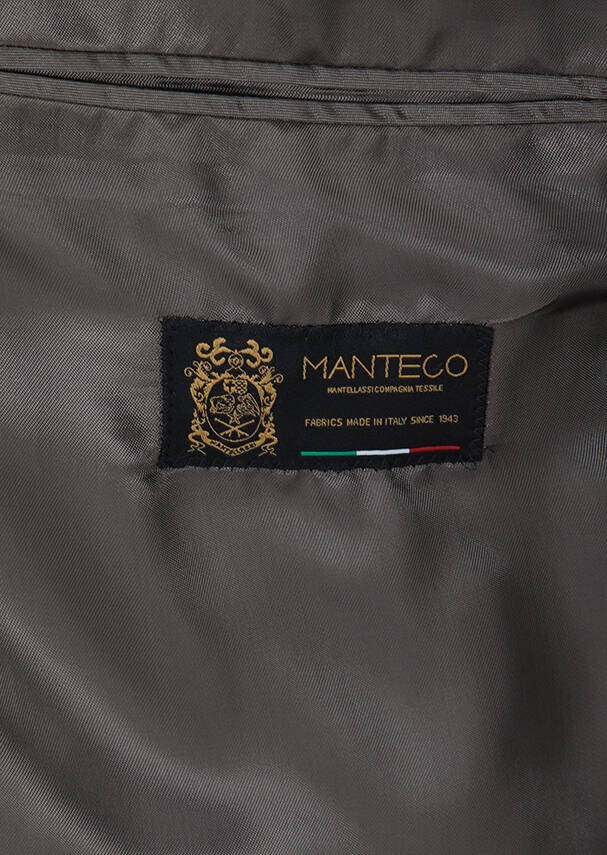 MANTECO
MANTELLASSI COMPAGNIA TESSILE
FABRICS MADE IN ITALY SINCE 1943